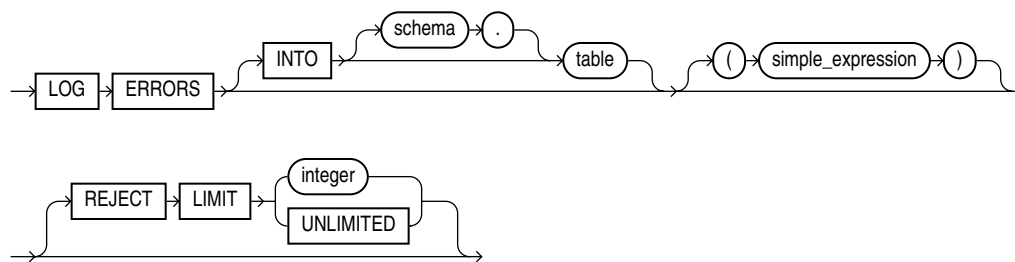 schema .
INTO table ( simple_expression )
LOG ERRORS
integer
REJECT LIMIT
UNLIMITED